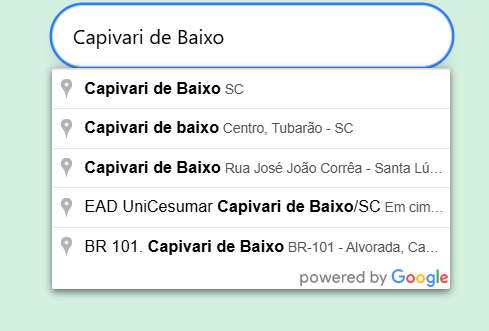 Capivari de Baixo
Capivari de Baixo SC
Capivari de baixo Centro, Tubarão - SC
Capivari de Baixo Rua José João Corrêa - Santa Lú...
EAD UniCesumar Capivari de Baixo/SC Em cim...
BR 101. Capivari de Baixo BR-101 - Alvorada, Ca...
powered by Google